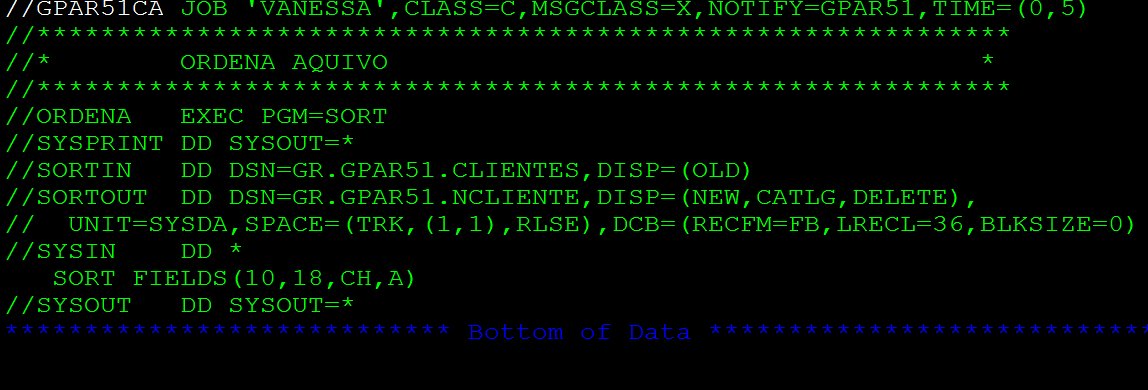 //GPAR51CA JOB 'VANESSA',CLASS=C,MSGCLASS=X,NOTIFY=GPAR51,TIME=(0,5)
//*************************************************************
//*        ORDENA AQUIVO                                     *
//*************************************************************
//ORDENA   EXEC PGM=SORT
//SYSPRINT DD SYSOUT=*
//SORTIN   DD DSN=GR.GPAR51.CLIENTES,DISP=(OLD)
//SORTOUT  DD DSN=GR.GPAR51.NCLIENTE,DISP=(NEW,CATLG,DELETE),
//  UNIT=SYSDA,SPACE=(TRK,(1,1),RLSE),DCB=(RECFM=FB,LRECL=36,BLKSIZE=0)
//SYSIN    DD *
   SORT FIELDS(10,18,CH,A)
//SYSOUT   DD SYSOUT=*
**************************** Bottom of Data ****************************